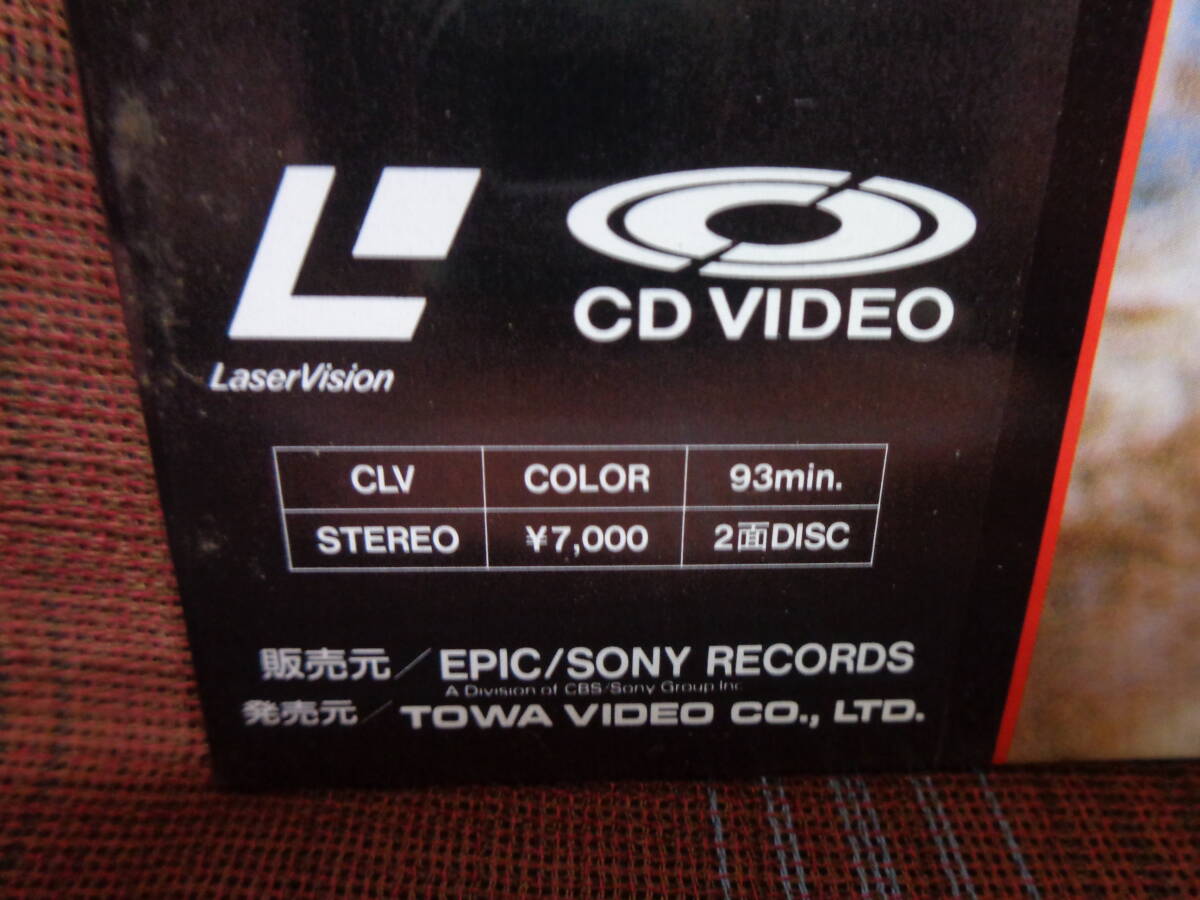 LaserVision
CD VIDEO
CLV COLOR 93min.
STEREO ¥7,000 2面DISC
販売元/EPIC/SONY RECORDS
A Division of CBS/Sony Group Inc.
発売元/TOWA VIDEO CO., LTD.